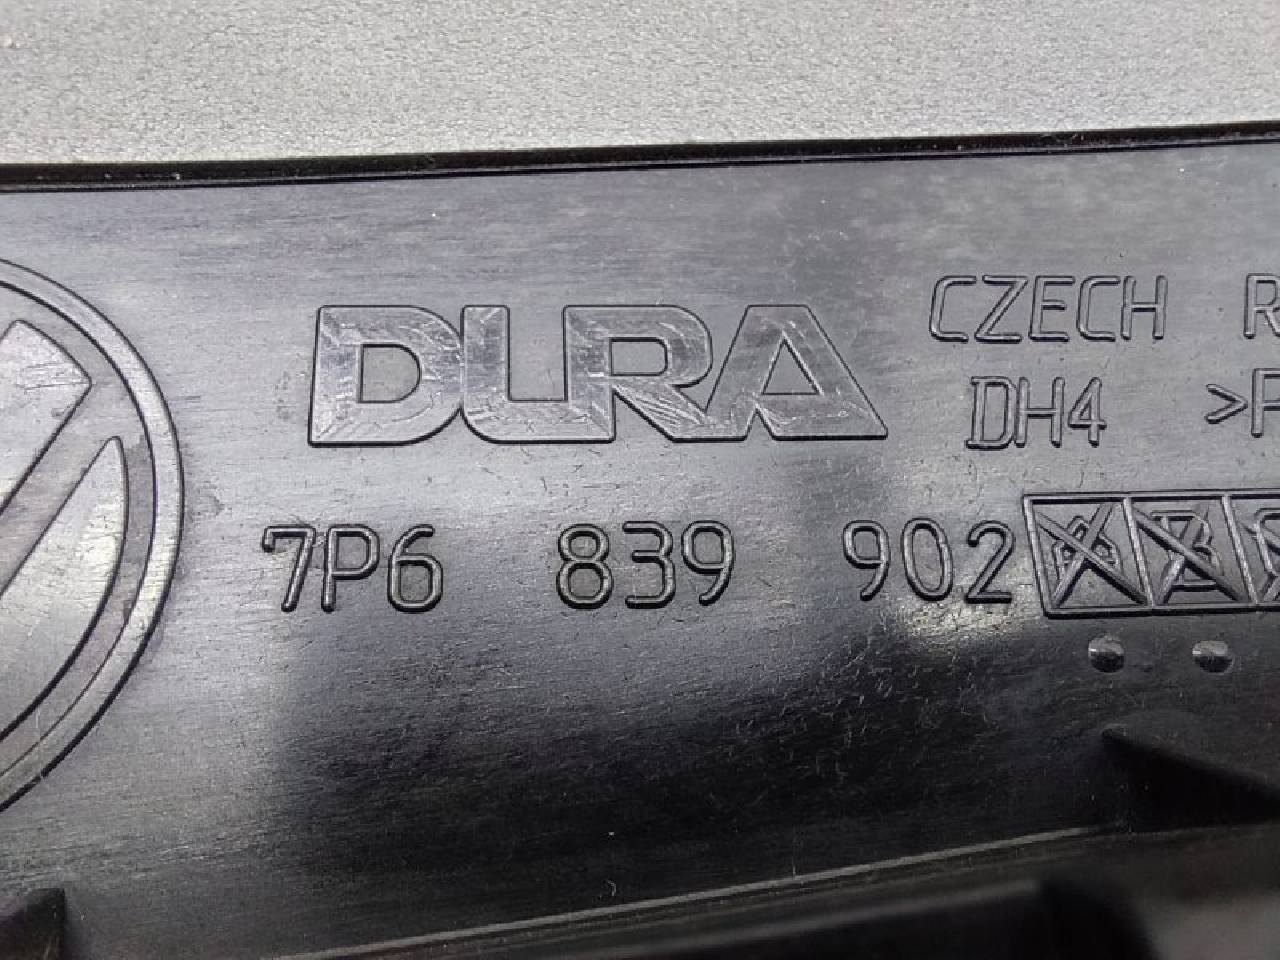 DURA
CZECH R
DH4 >P
7P6 839 902 A B